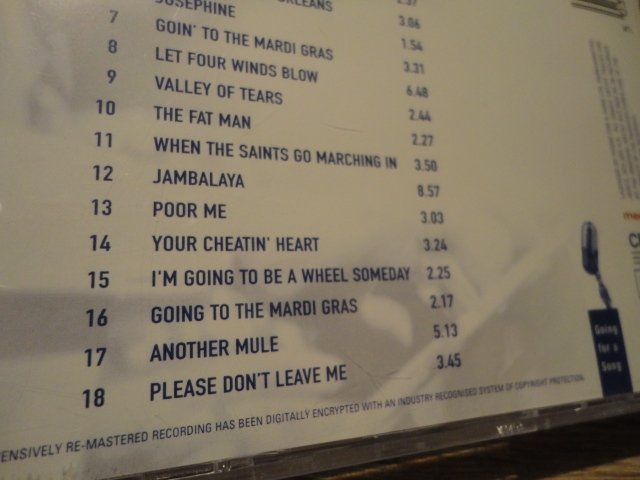 ORLEANS 3.06
JOSEPHINE 1.54
7 GOIN' TO THE MARDI GRAS 3.31
8 LET FOUR WINDS BLOW 6.48
9 VALLEY OF TEARS 2.44
10 THE FAT MAN 2.27
11 WHEN THE SAINTS GO MARCHING IN 3.50
12 JAMBALAYA 8.57
13 POOR ME 3.03
14 YOUR CHEATIN' HEART 3.24
15 I'M GOING TO BE A WHEEL SOMEDAY 2.25
16 GOING TO THE MARDI GRAS 2.17
17 ANOTHER MULE 5.13
18 PLEASE DON'T LEAVE ME 3.45
ENSIVELY RE-MASTERED RECORDING HAS BEEN DIGITALLY ENCRYPTED WITH AN INDUSTRY RECOGNISED SYSTEM OF COPYRIGHT PROTECTION.
Going
for a
Song